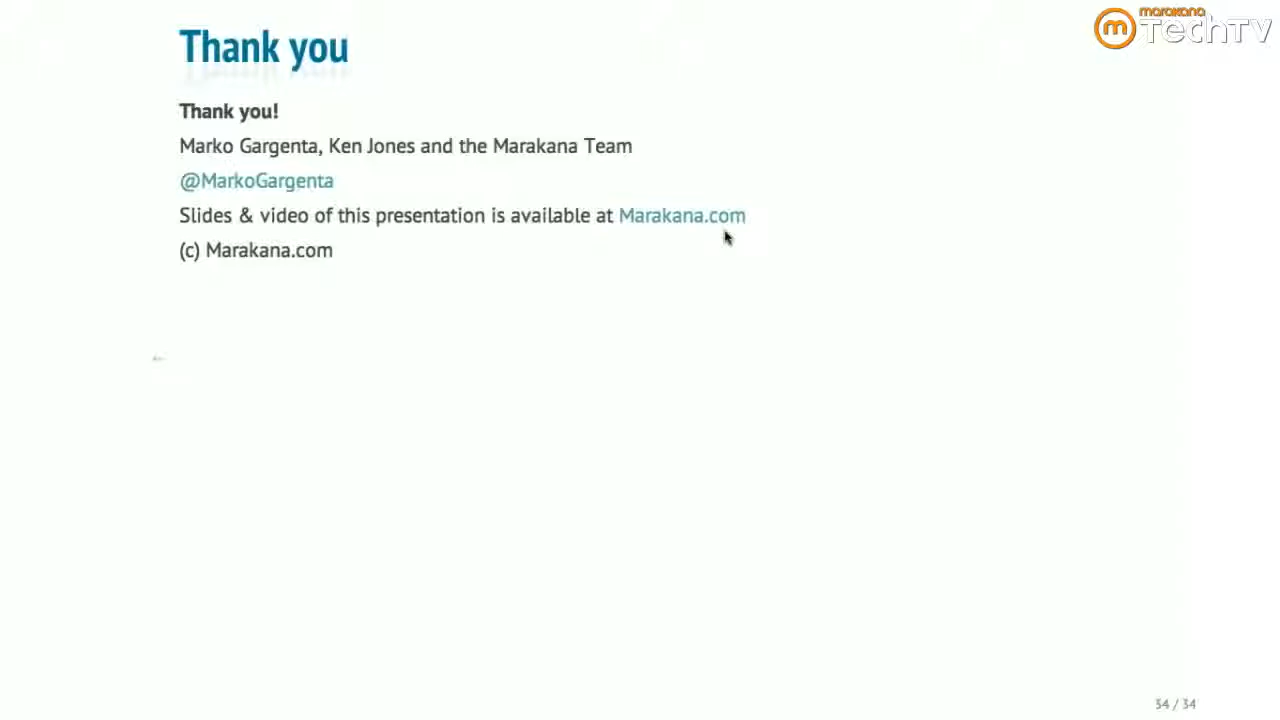 marakana
TechTV
Thank you
Thank you!
Marko Gargenta, Ken Jones and the Marakana Team
@MarkoGargenta
Slides & video of this presentation is available at Marakana.com
(c) Marakana.com
34 / 34